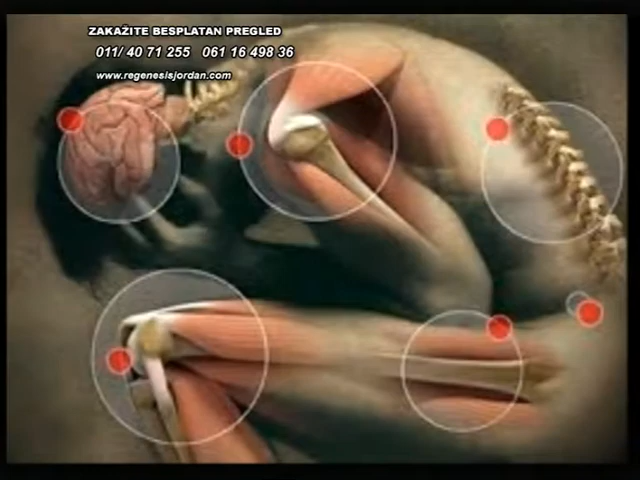 ZAKAŽITE BESPLATAN PREGLED
011/ 40 71 255 061 16 498 36
www.regenesisjordan.com